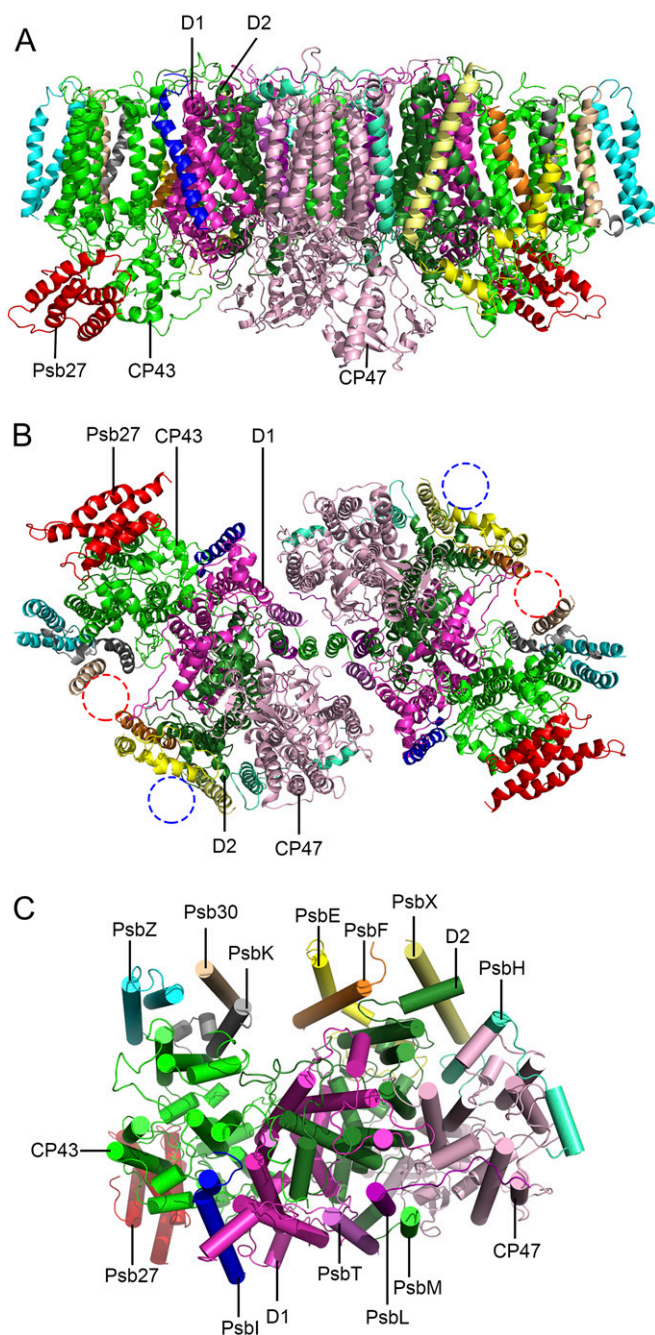 A
D1 D2
Psb27 CP43 CP47
B
Psb27 CP43 D1
D2 CP47
C
PsbZ Psb30 PsbK PsbE PsbF PsbX D2 PsbH
CP43
Psb27 PsbI D1 PsbT PsbL PsbM CP47